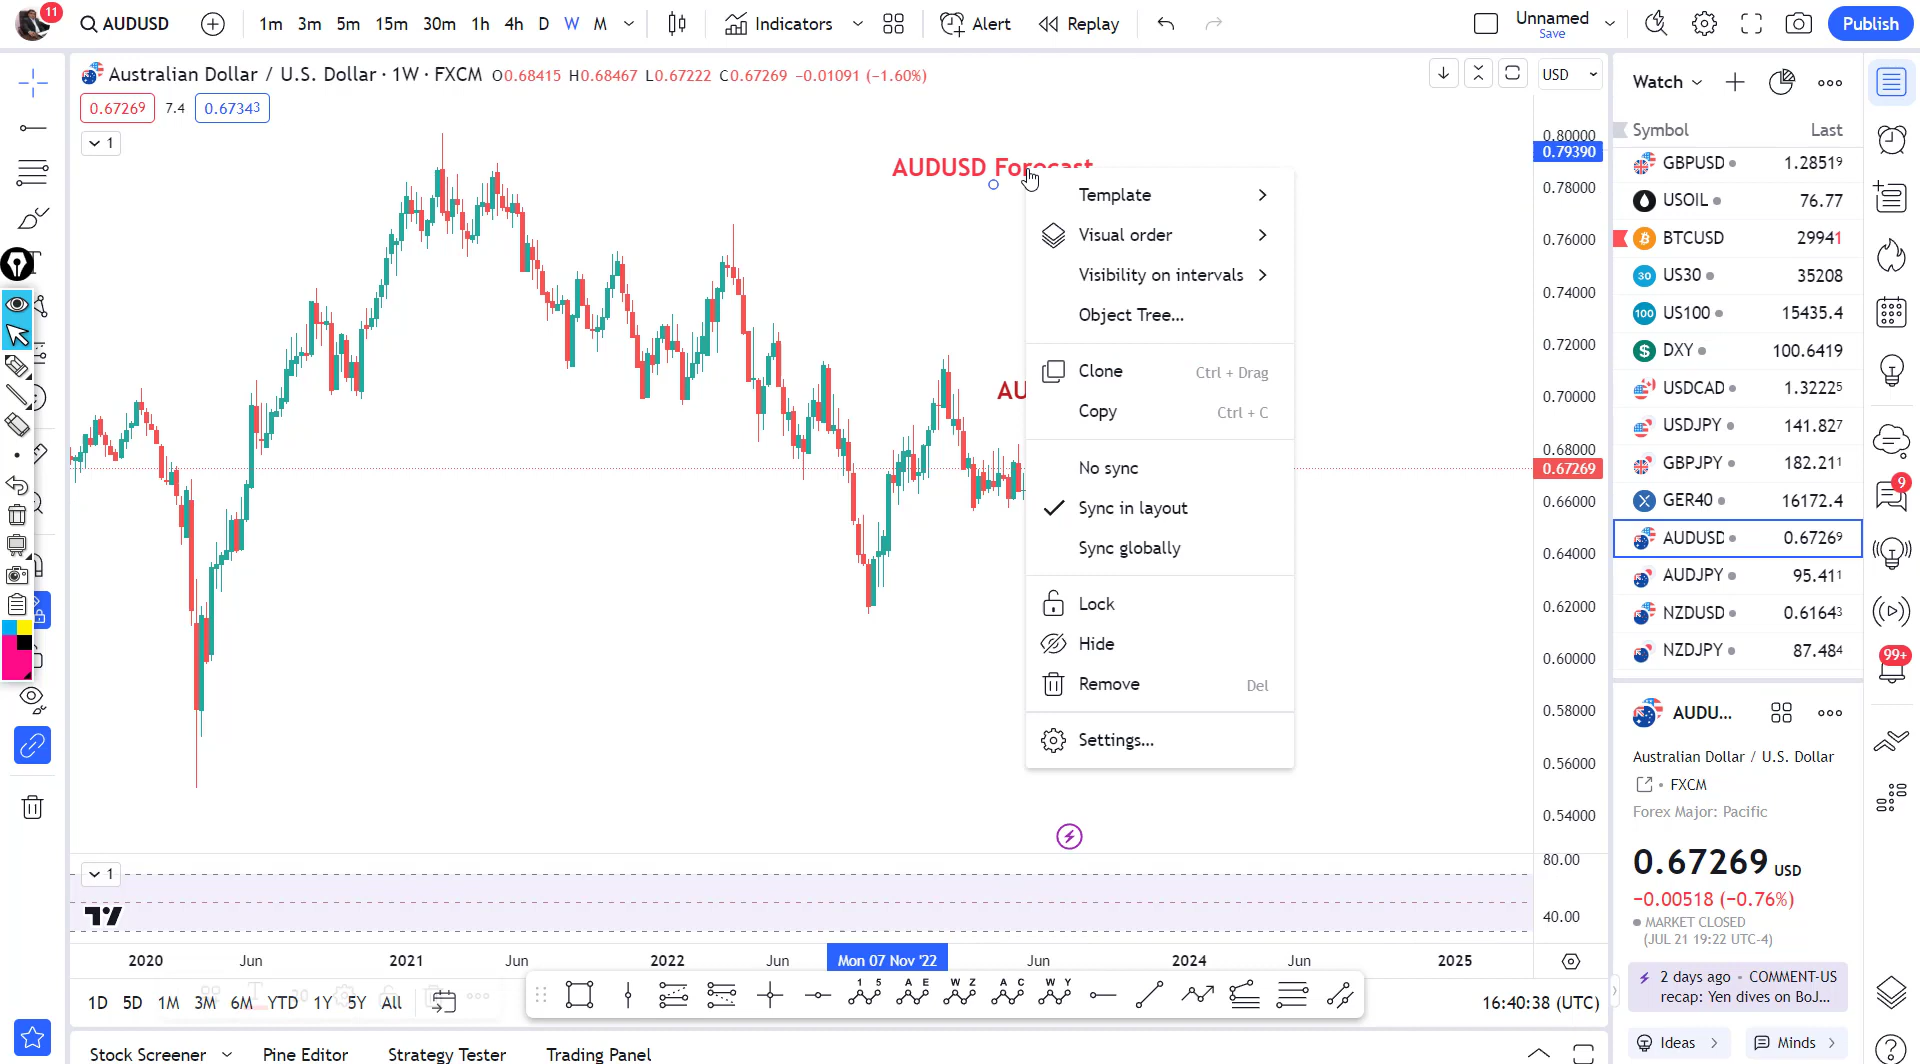 11
AUDUSD
1m 3m 5m 15m 30m 1h 4h D W M
Indicators
Alert
Replay
Unnamed
Save
Publish
Australian Dollar / U.S. Dollar · 1W · FXCM O0.68415 H0.68467 L0.67222 C0.67269 −0.01091 (−1.60%)
USD
0.67269 7.4 0.67343
1
AUDUSD Forecast
AU
Template
Visual order
Visibility on intervals
Object Tree...
Clone Ctrl + Drag
Copy Ctrl + C
No sync
Sync in layout
Sync globally
Lock
Hide
Remove Del
Settings...
0.80000
0.79390
0.78000
0.76000
0.74000
0.72000
0.70000
0.68000
0.67269
0.66000
0.64000
0.62000
0.60000
0.58000
0.56000
0.54000
1
80.00
40.00
2020 Jun 2021 Jun 2022 Jun Mon 07 Nov '22 Jun 2024 Jun 2025
1D 5D 1M 3M 6M YTD 1Y 5Y All
1 5
A E
W Z
A C
W Y
16:40:38 (UTC)
Stock Screener
Pine Editor
Strategy Tester
Trading Panel
Watch
Symbol Last
GBPUSD 1.28519
USOIL 76.77
BTCUSD 29941
30 US30 35208
100 US100 15435.4
$ DXY 100.6419
USDCAD 1.32225
USDJPY 141.827
GBPJPY 182.211
X GER40 16172.4
AUDUSD 0.67269
AUDJPY 95.411
NZDUSD 0.61643
NZDJPY 87.484
AUDU...
Australian Dollar / U.S. Dollar
FXCM
Forex Major: Pacific
0.67269 USD
−0.00518 (−0.76%)
MARKET CLOSED
(JUL 21 19:22 UTC-4)
2 days ago · COMMENT-US
recap: Yen dives on BoJ...
Ideas
Minds
9
99+